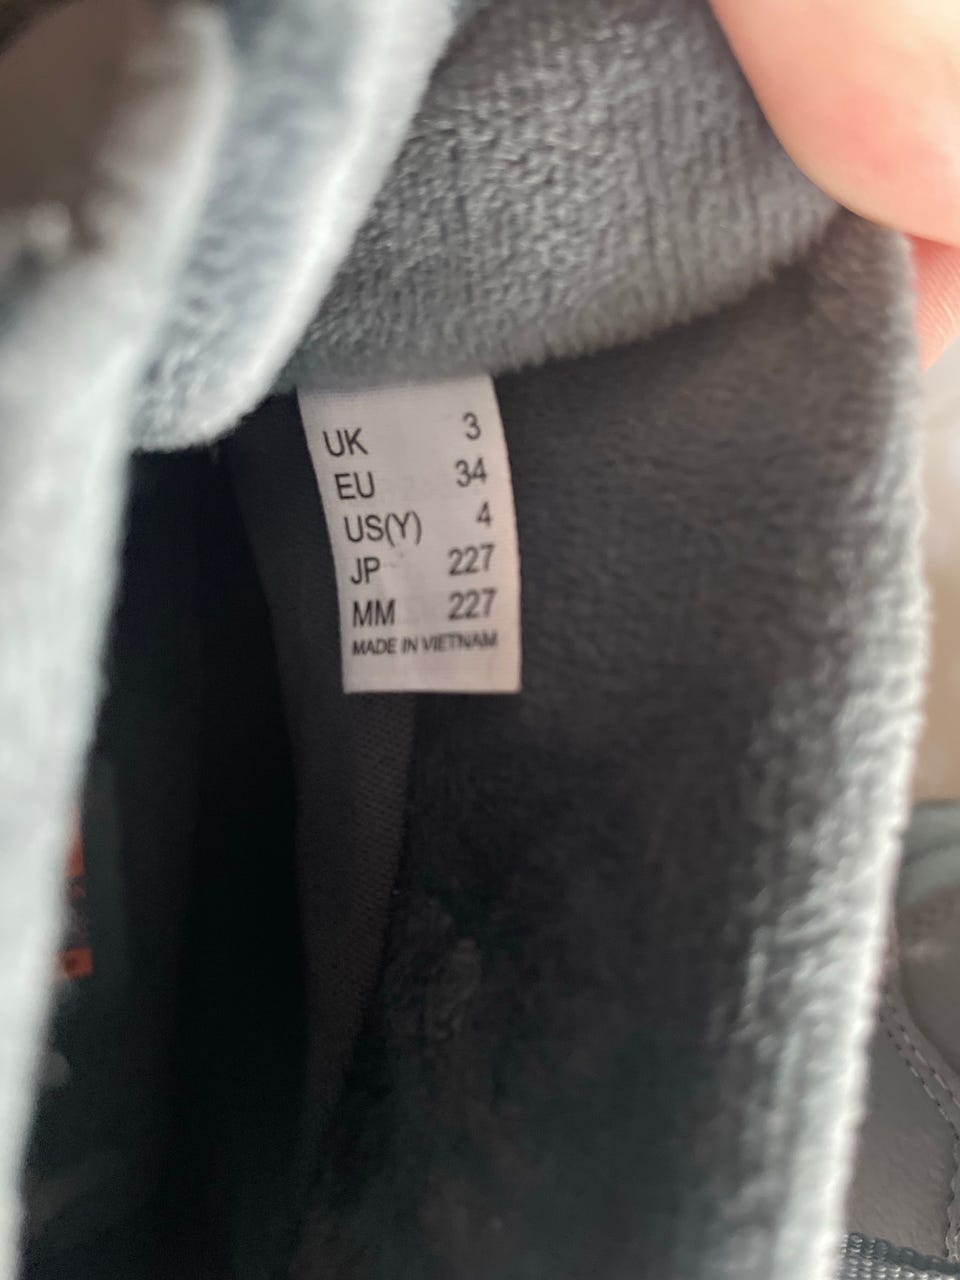 UK 3
EU 34
US(Y) 4
JP 227
MM 227
MADE IN VIETNAM